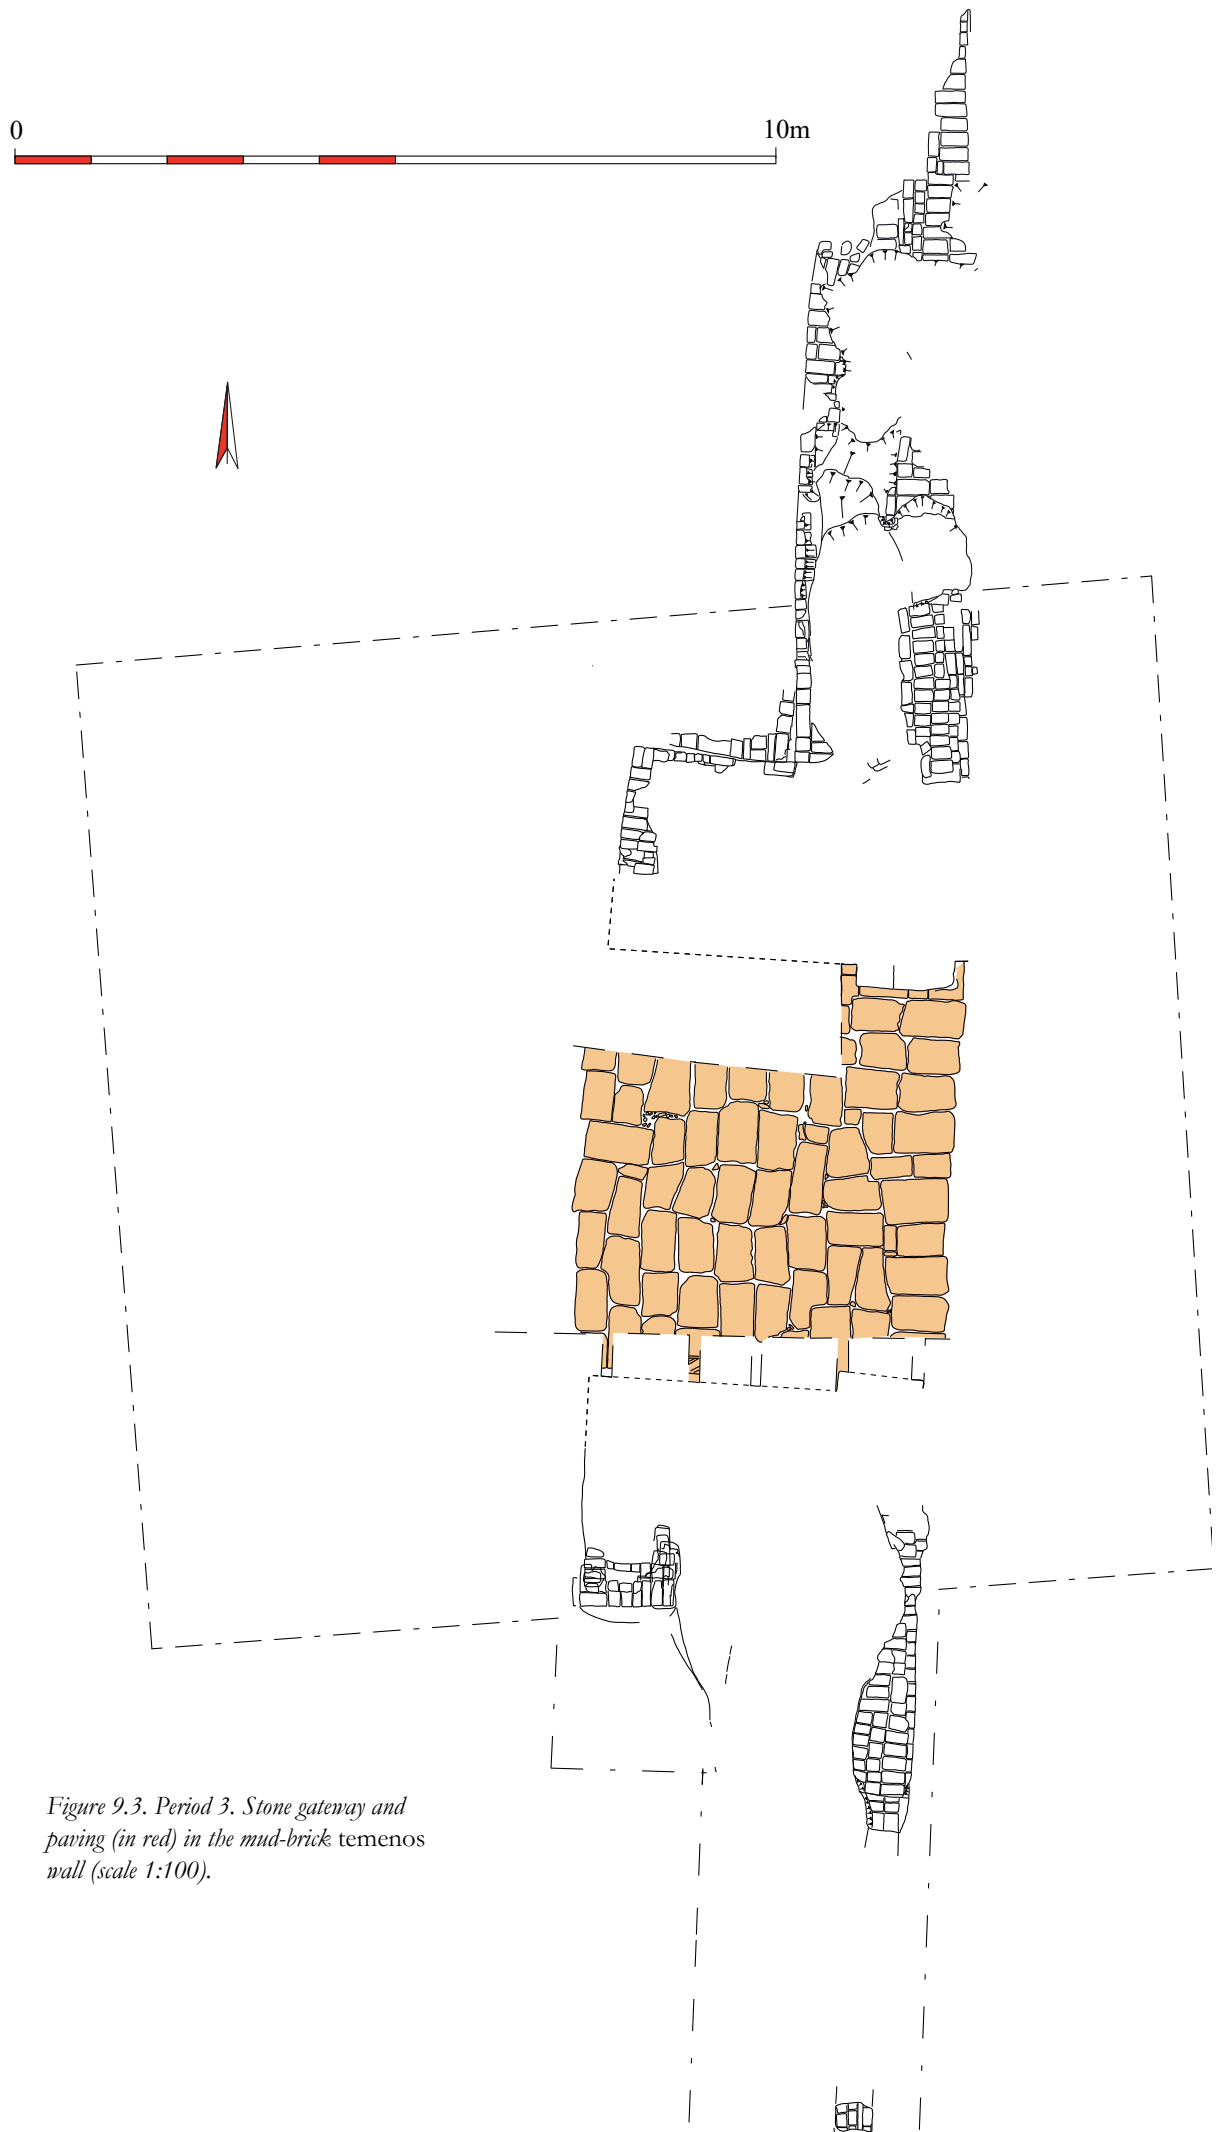 0 10m
Figure 9.3. Period 3. Stone gateway and
paving (in red) in the mud-brick temenos
wall (scale 1:100).